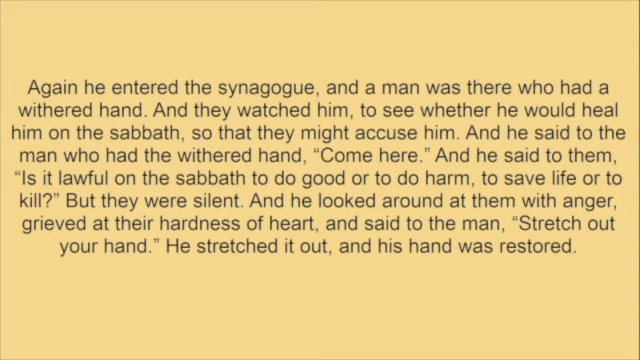 Again he entered the synagogue, and a man was there who had a
withered hand. And they watched him, to see whether he would heal
him on the sabbath, so that they might accuse him. And he said to the
man who had the withered hand, “Come here.” And he said to them,
“Is it lawful on the sabbath to do good or to do harm, to save life or to
kill?” But they were silent. And he looked around at them with anger,
grieved at their hardness of heart, and said to the man, “Stretch out
your hand.” He stretched it out, and his hand was restored.